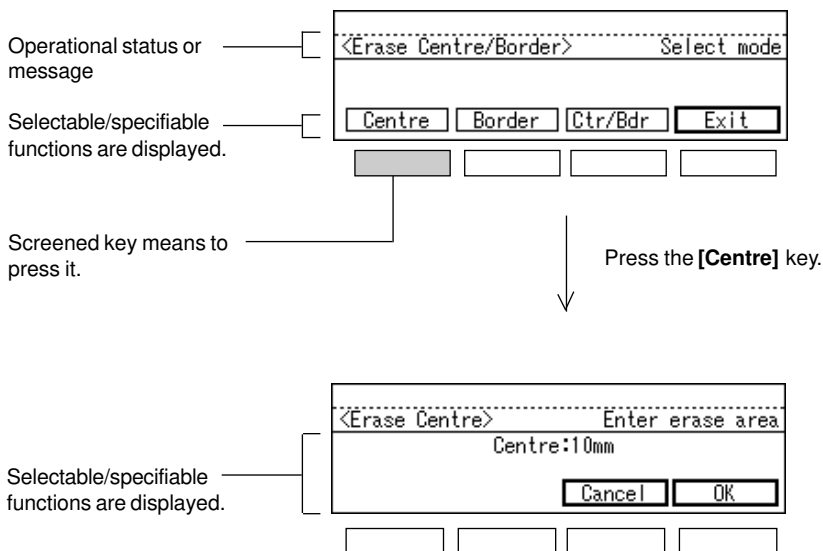 Operational status or
message
<Erase Centre/Border> Select mode
Selectable/specifiable
functions are displayed.
Centre Border Ctr/Bdr Exit
Screened key means to
press it.
Press the [Centre] key.
<Erase Centre> Enter erase area
Centre:10mm
Selectable/specifiable
functions are displayed.
Cancel OK